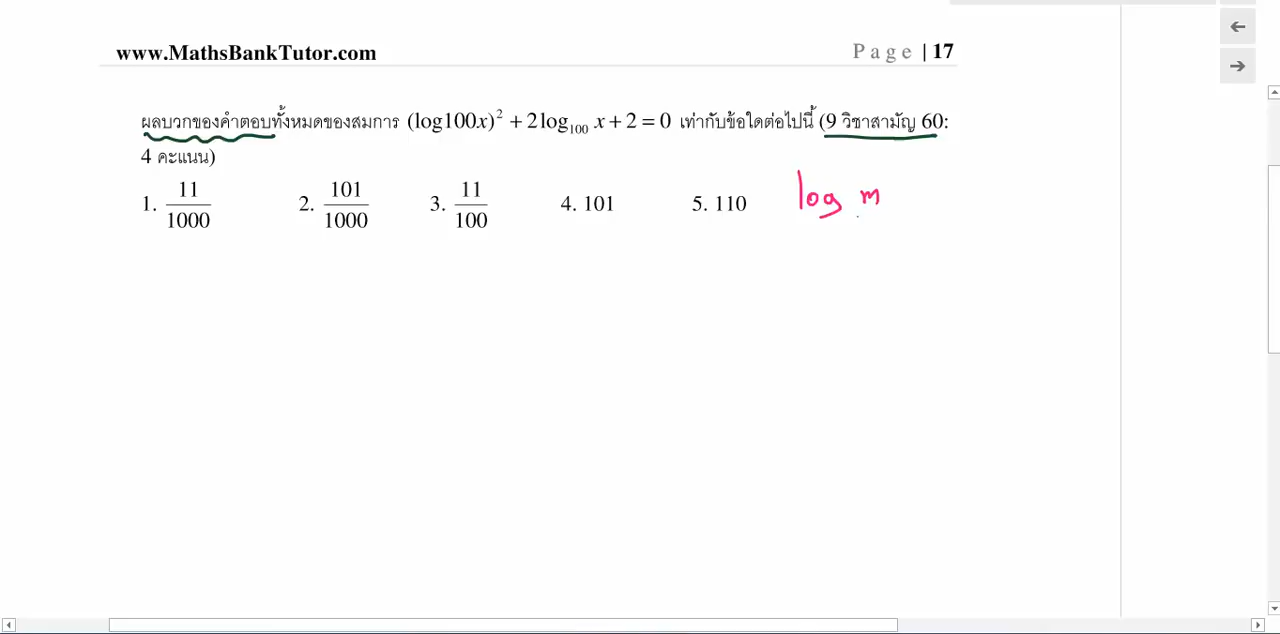 www.MathsBankTutor.com Page | 17
ผลบวกของคำตอบทั้งหมดของสมการ (log100x)² + 2log₁₀₀ x + 2 = 0 เท่ากับข้อใดต่อไปนี้ (9 วิชาสามัญ 60:
4 คะแนน)
1. 11/1000 2. 101/1000 3. 11/100 4. 101 5. 110 log m